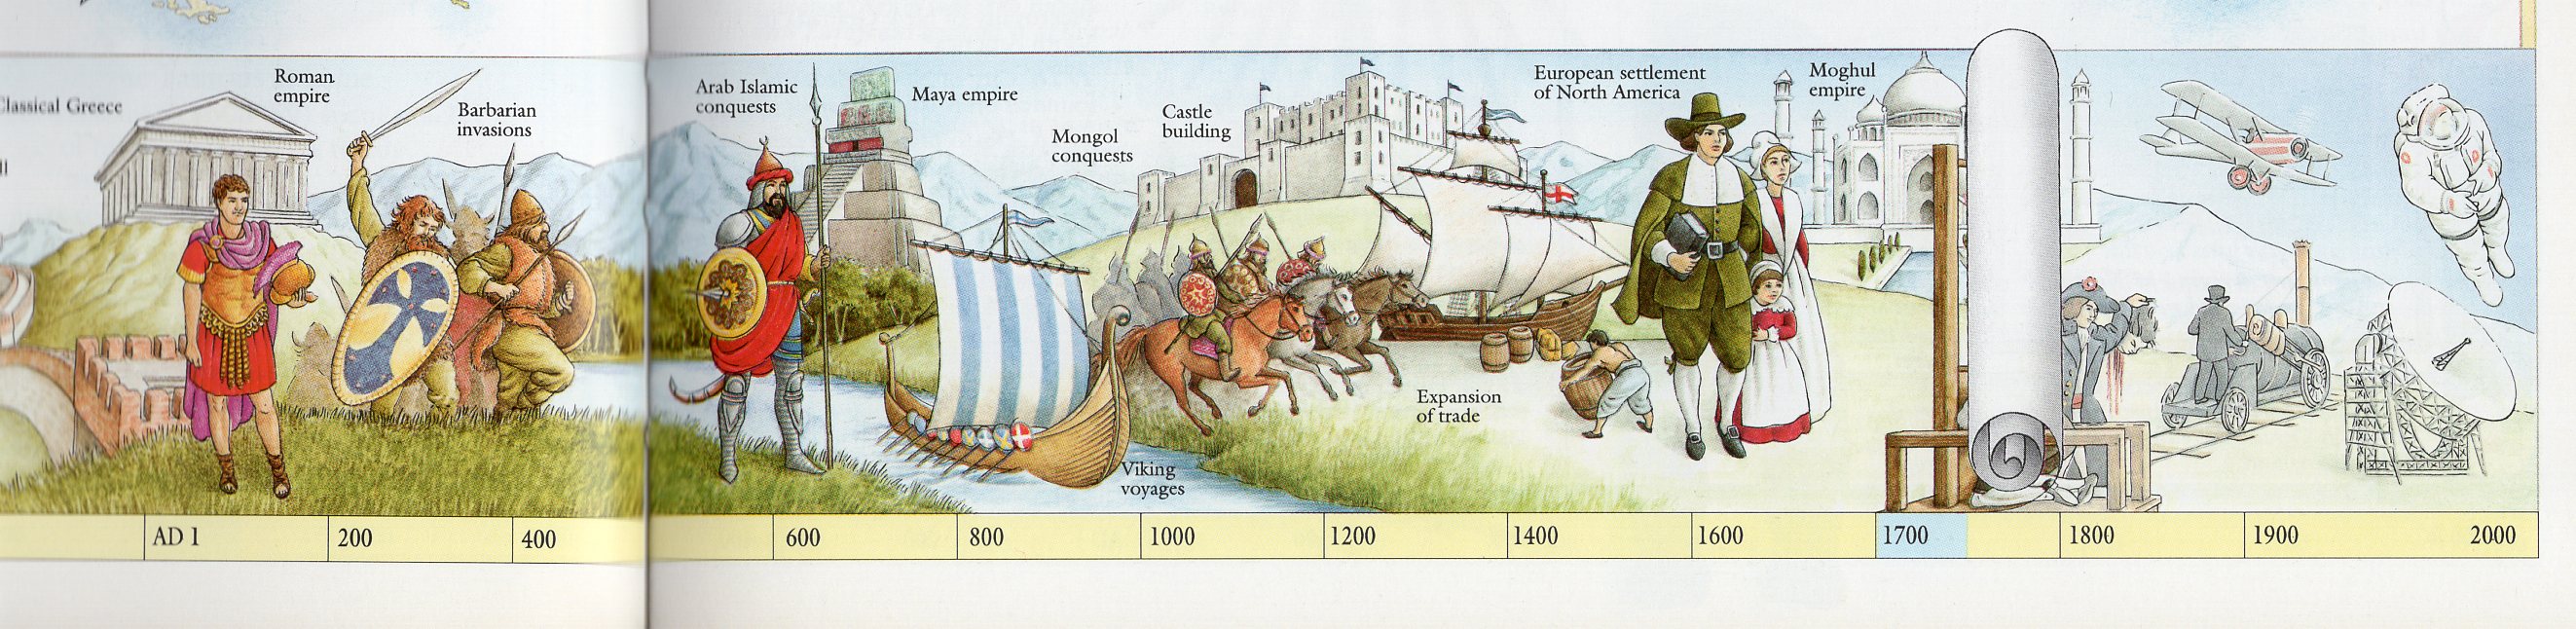 Classical Greece
Roman
empire
Barbarian
invasions
Arab Islamic
conquests
Maya empire
Mongol
conquests
Castle
building
Viking
voyages
Expansion
of trade
European settlement
of North America
Moghul
empire
AD 1
200
400
600
800
1000
1200
1400
1600
1700
1800
1900
2000